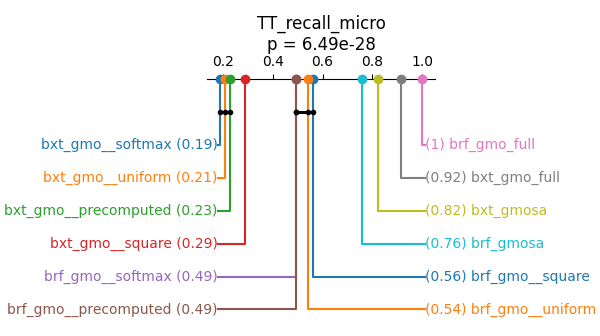 TT_recall_micro
p = 6.49e-28
0.2 0.4 0.6 0.8 1.0
bxt_gmo__softmax (0.19)
(1) brf_gmo_full
bxt_gmo__uniform (0.21)
(0.92) bxt_gmo_full
bxt_gmo__precomputed (0.23)
(0.82) bxt_gmosa
bxt_gmo__square (0.29)
(0.76) brf_gmosa
brf_gmo__softmax (0.49)
(0.56) brf_gmo__square
brf_gmo__precomputed (0.49)
(0.54) brf_gmo__uniform